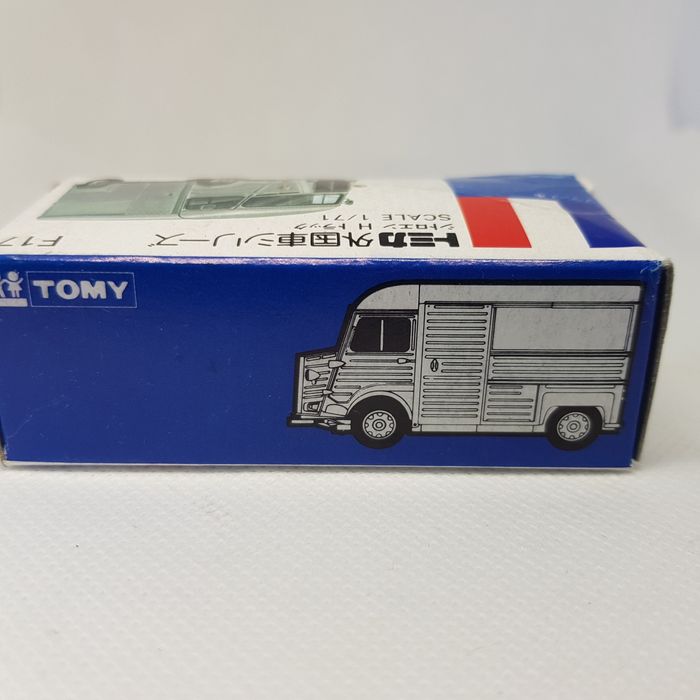 トミカ外国車シリーズ
シトロエン H トラック
SCALE 1/71
F17
TOMY